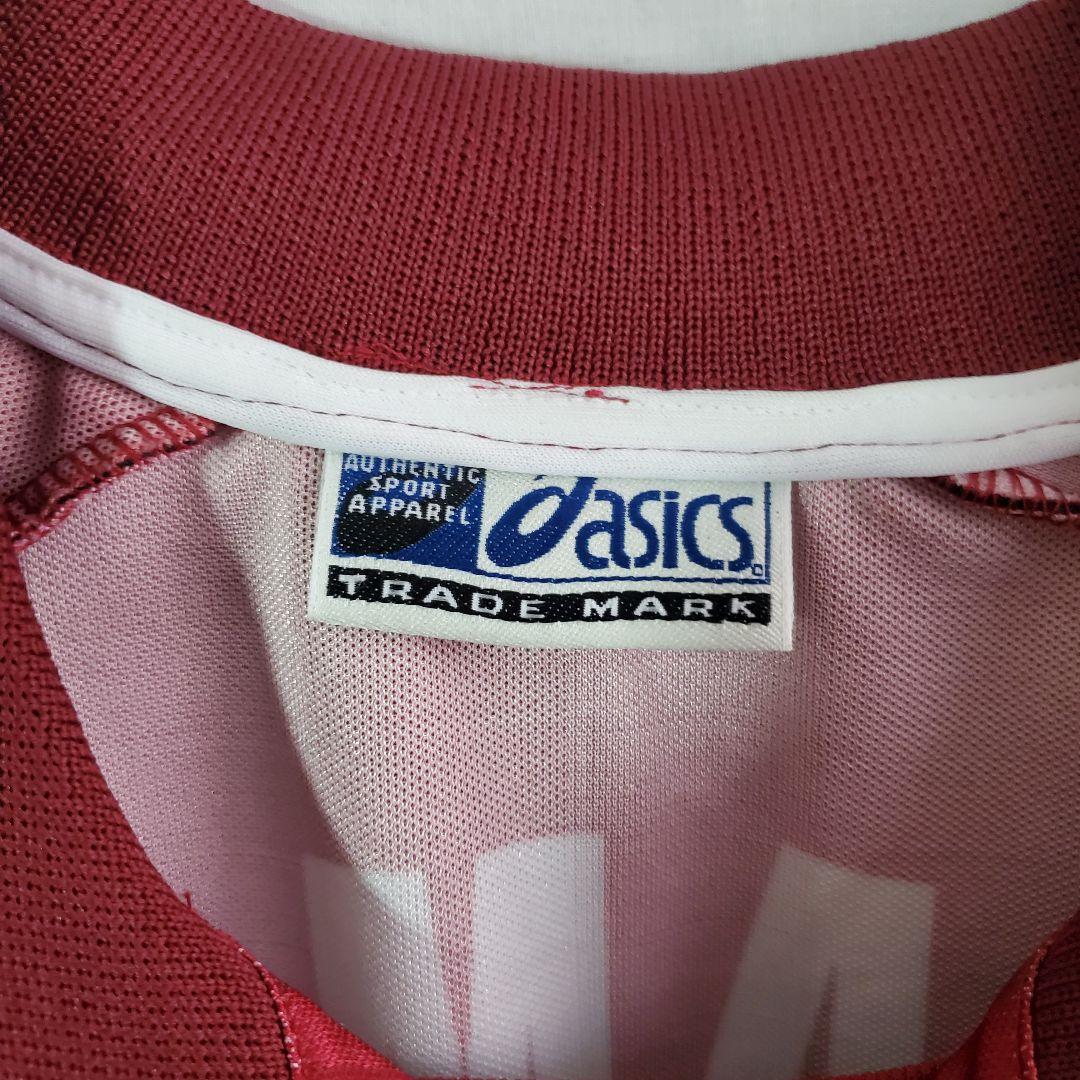 AUTHENTIC
SPORT
APPAREL
asics
TRADE MARK